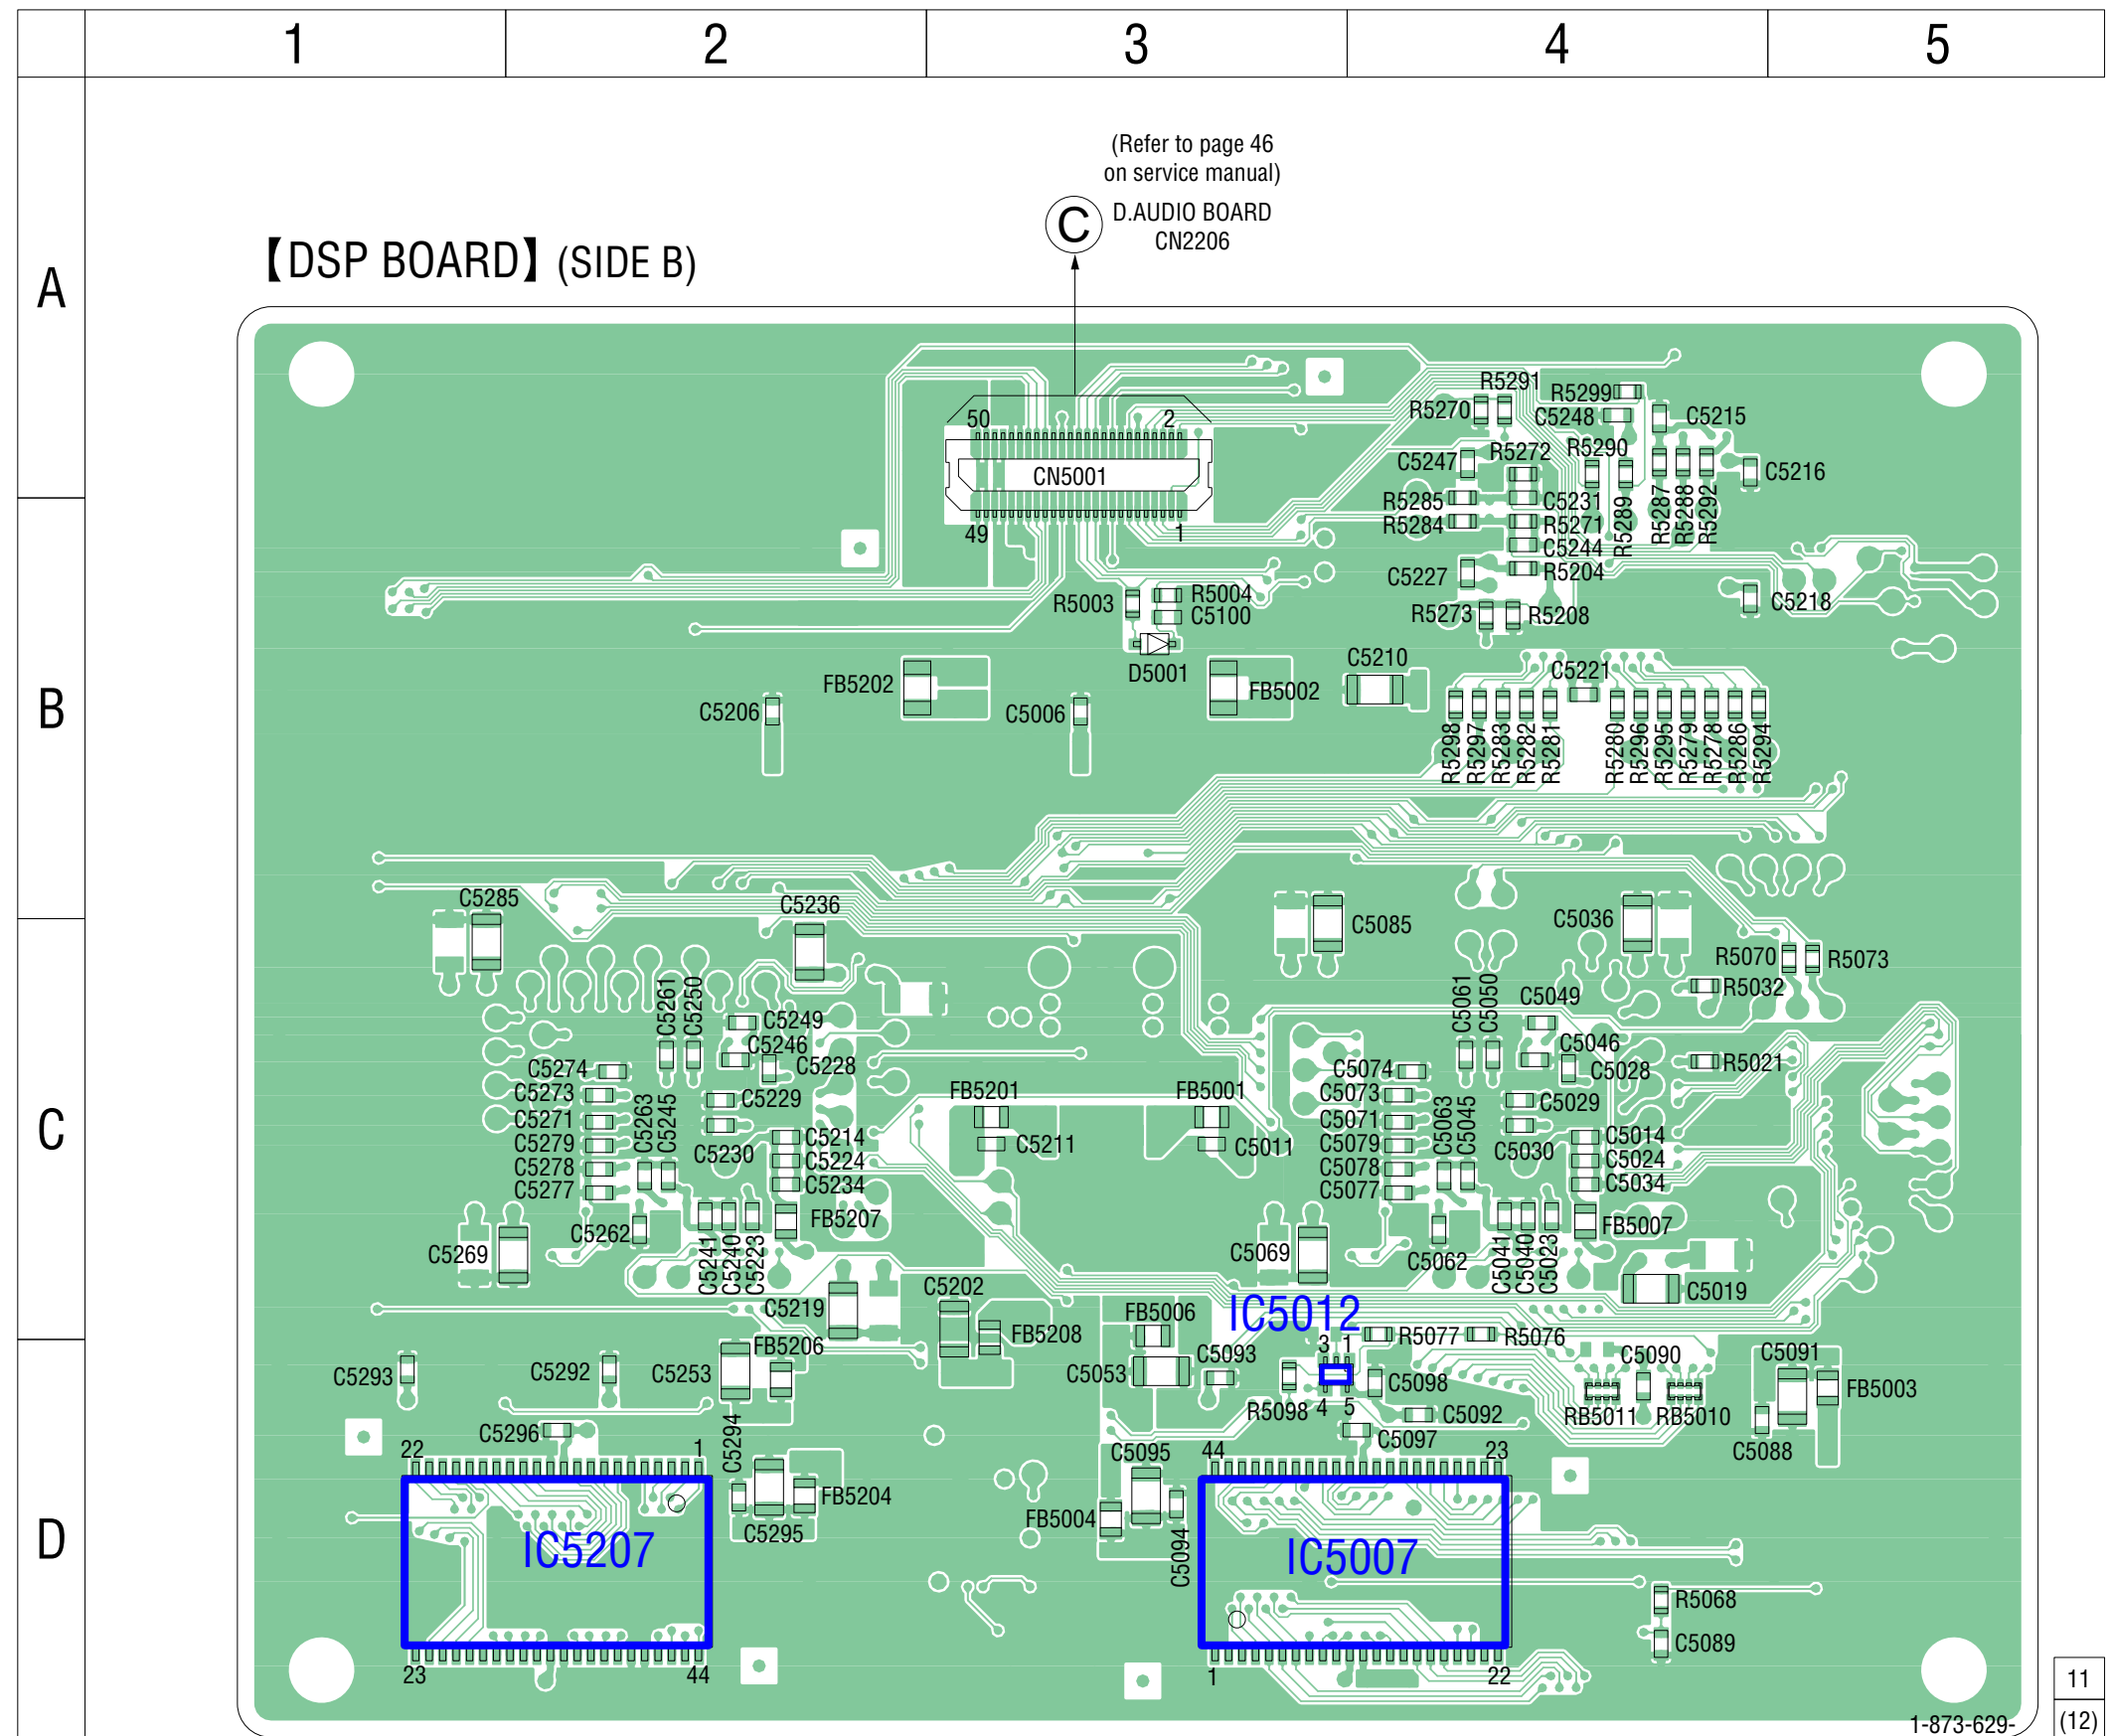 1 2 3 4 5
(Refer to page 46
on service manual)
C D.AUDIO BOARD
CN2206
A
【DSP BOARD】 (SIDE B)
R5291 R5299
50 2 R5270 C5248 C5215
C5247 R5272 R5290
CN5001 C5216
R5285 C5231
R5284 R5271
R5289 R5287 R5288 R5292
49 1 C5244
C5227 R5204
R5003 R5004
C5100
R5273 R5208 C5218
D5001 C5210
FB5202 FB5002 C5221
B
C5206 C5006
R5298 R5297 R5283 R5282 R5281 R5280 R5296 R5295 R5279 R5278 R5286 R5294
C5285 C5236 C5085 C5036
R5070 R5073
R5032
C5261 C5250 C5249 C5061 C5050 C5049
C5246 C5046
C5274 C5228 C5074 C5028 R5021
C5273 C5229 FB5201 FB5001 C5073 C5029
C
C5271 C5263 C5245 C5071 C5063 C5045
C5279 C5230 C5214 C5211 C5011 C5079 C5030 C5014
C5278 C5224 C5078 C5024
C5277 C5234 C5077 C5034
C5262 FB5207 FB5007
C5269 C5241 C5240 C5223 C5069 C5062 C5041 C5040 C5023
C5219 C5202 C5019
FB5006 IC5012
FB5206 FB5208 3 1 R5077 R5076
C5293 C5292 C5253 C5053 C5093 C5098 C5090 C5091 FB5003
R5098 4 5 C5092 RB5011 RB5010
C5296 C5294 C5097 C5088
22 1 C5095 44 23
FB5204
C5295 FB5004 C5094
D
IC5207 IC5007
R5068
C5089
23 44 1 22
11
(12)
1-873-629-